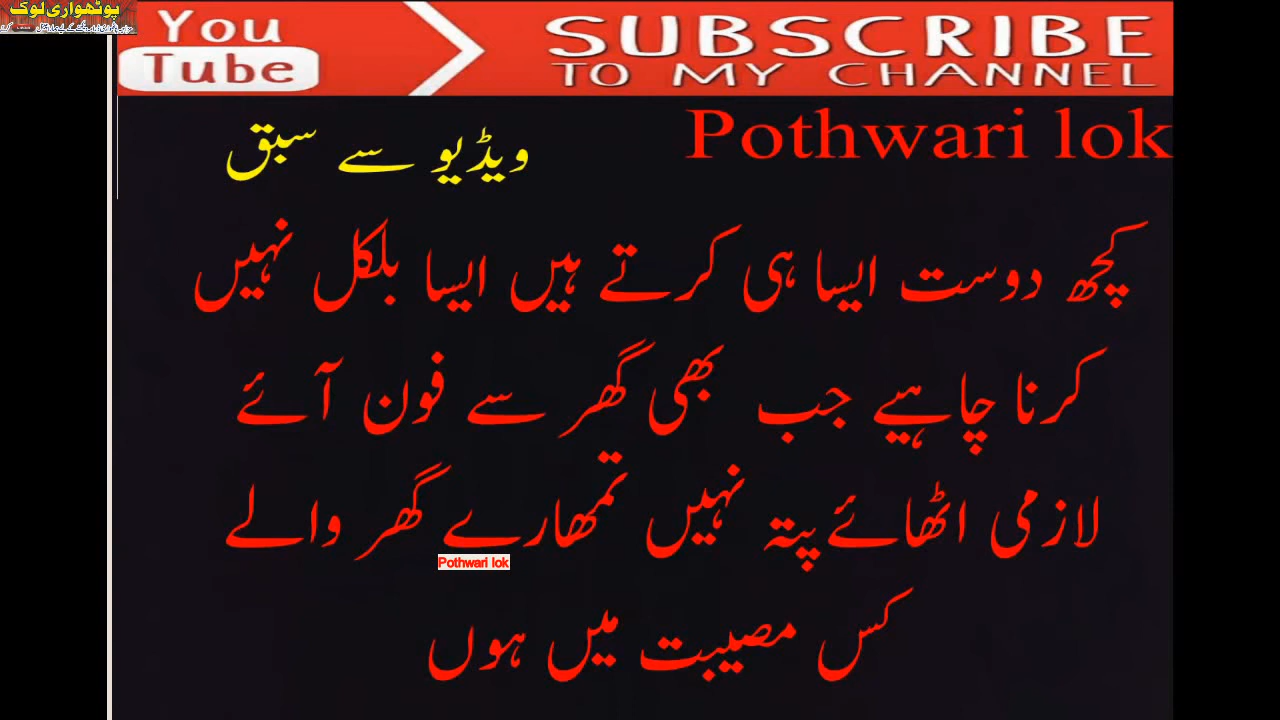 پوٹھواری لوک
You
Tube
SUBSCRIBE
TO MY CHANNEL
Pothwari lok
ویڈیو سے سبق
کچھ دوست ایسا ہی کرتے ہیں ایسا بلکل نہیں
کرنا چاہیے جب بھی گھر سے فون آئے
لازمی اٹھائے پتہ نہیں تمھارے گھر والے
Pothwari lok
کس مصیبت میں ہوں